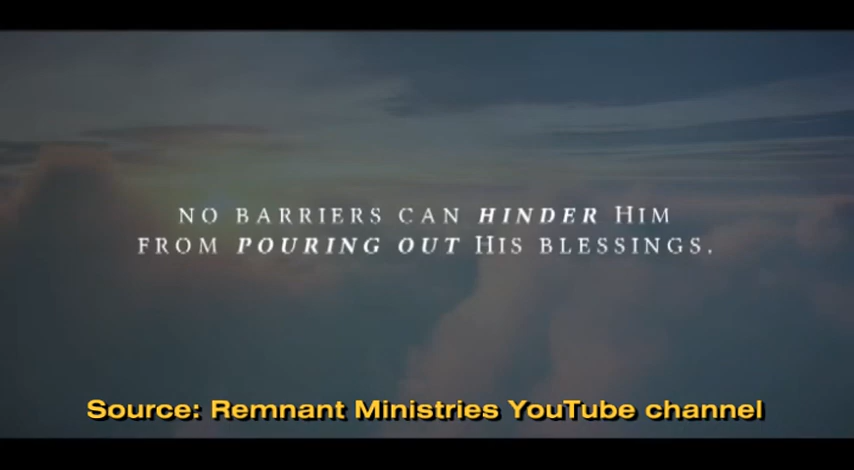 NO BARRIERS CAN HINDER HIM
FROM POURING OUT HIS BLESSINGS.
Source: Remnant Ministries YouTube channel